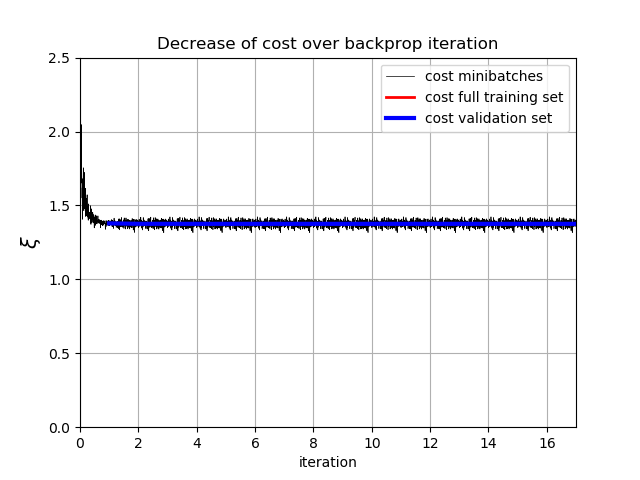 Decrease of cost over backprop iteration
2.5
cost minibatches
cost full training set
cost validation set
2.0
1.5
ξ
1.0
0.5
0.0
0 2 4 6 8 10 12 14 16
iteration